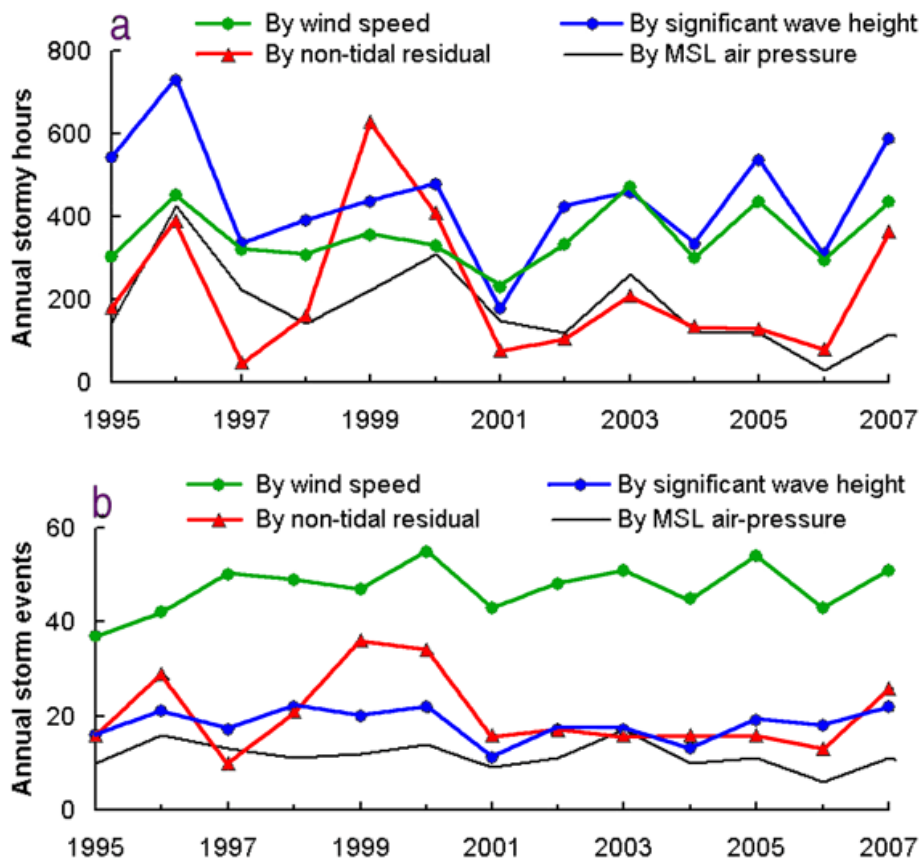 a
By wind speed By significant wave height
By non-tidal residual By MSL air pressure
Annual stormy hours
800
600
400
200
0
1995 1997 1999 2001 2003 2005 2007
b
By wind speed By significant wave height
By non-tidal residual By MSL air-pressure
Annual storm events
60
40
20
0
1995 1997 1999 2001 2003 2005 2007